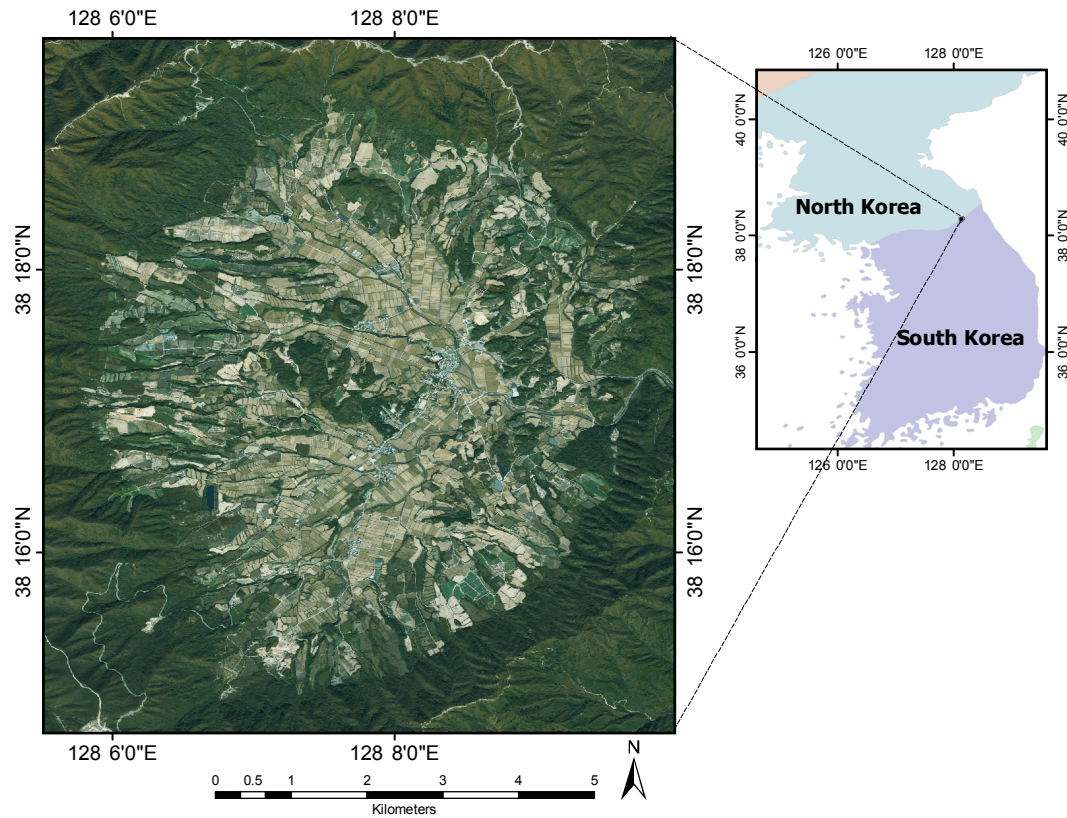 128 6'0"E
128 8'0"E
126 0'0"E
128 0'0"E
40 0'0"N
40 0'0"N
North Korea
38 18'0"N
38 18'0"N
38 0'0"N
38 0'0"N
South Korea
36 0'0"N
36 0'0"N
126 0'0"E
128 0'0"E
38 16'0"N
38 16'0"N
128 6'0"E
128 8'0"E
N
0 0.5 1 2 3 4 5
Kilometers